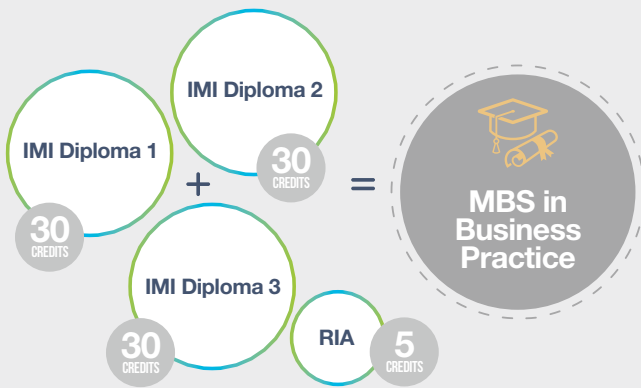 IMI Diploma 1
30
CREDITS
+
IMI Diploma 2
30
CREDITS
IMI Diploma 3
30
CREDITS
RIA
5
CREDITS
=
MBS in
Business
Practice